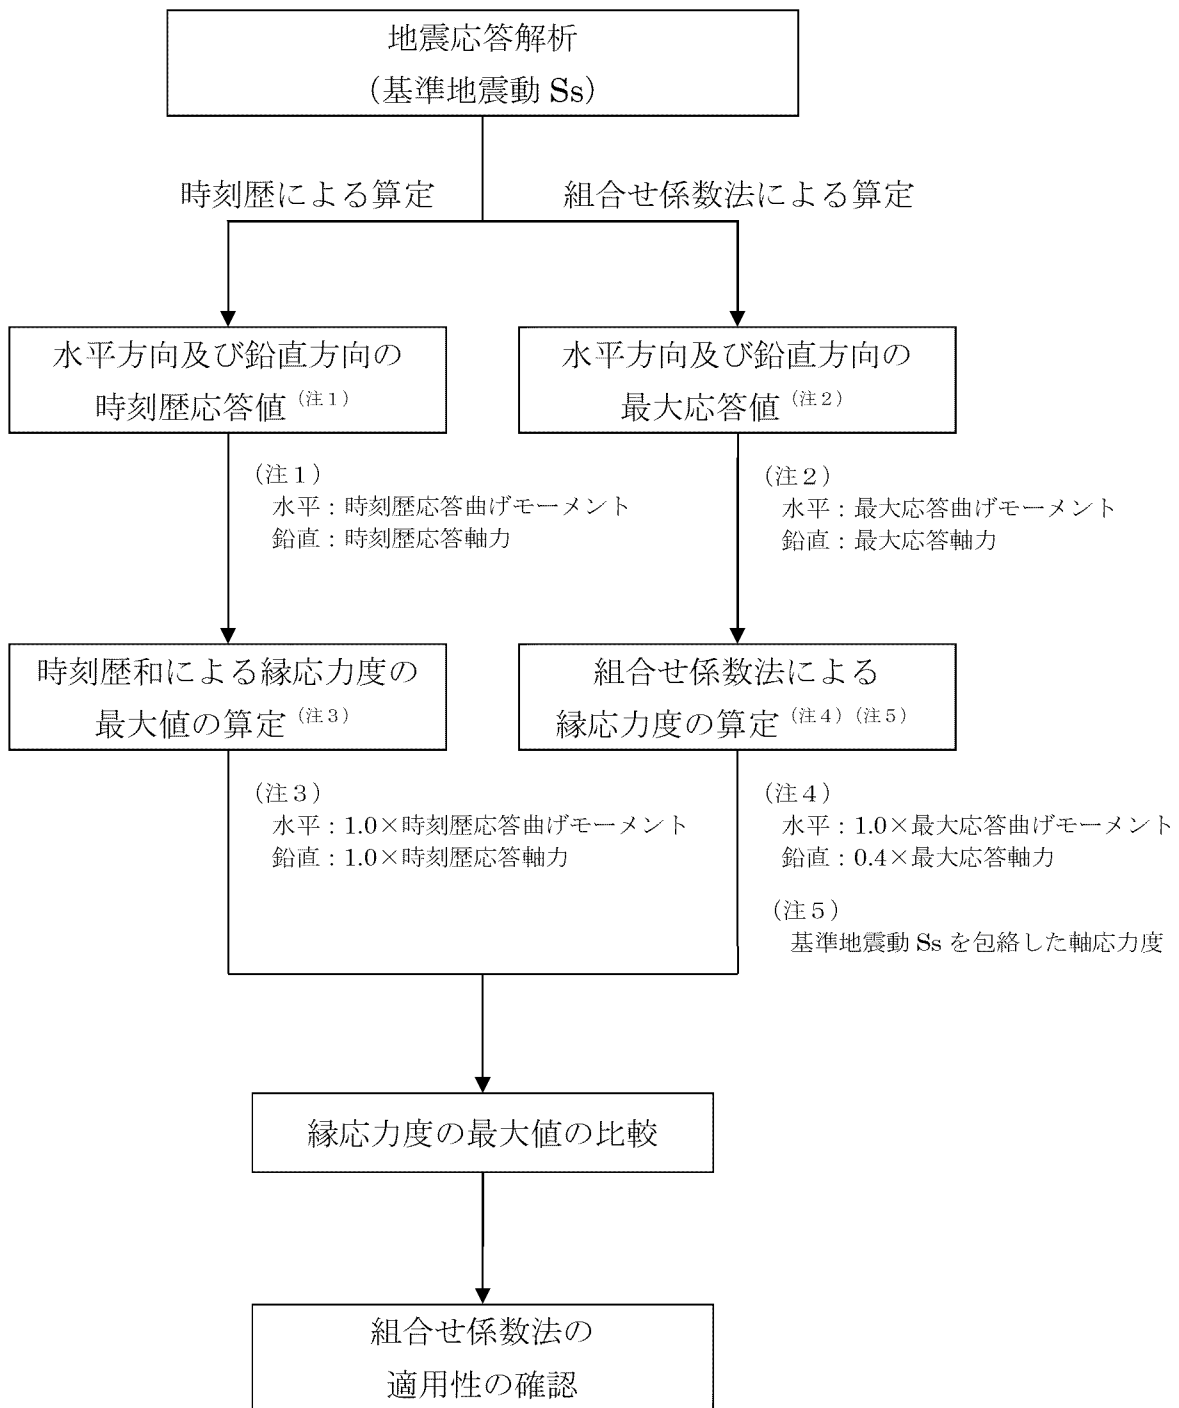 地震応答解析
（基準地震動 Ss）
時刻歴による算定
組合せ係数法による算定
水平方向及び鉛直方向の
時刻歴応答値（注１）
水平方向及び鉛直方向の
最大応答値（注２）
（注１）
水平：時刻歴応答曲げモーメント
鉛直：時刻歴応答軸力
（注２）
水平：最大応答曲げモーメント
鉛直：最大応答軸力
時刻歴和による縁応力度の
最大値の算定（注３）
組合せ係数法による
縁応力度の算定（注４）（注５）
（注３）
水平：1.0×時刻歴応答曲げモーメント
鉛直：1.0×時刻歴応答軸力
（注４）
水平：1.0×最大応答曲げモーメント
鉛直：0.4×最大応答軸力
（注５）
基準地震動 Ss を包絡した軸応力度
縁応力度の最大値の比較
組合せ係数法の
適用性の確認